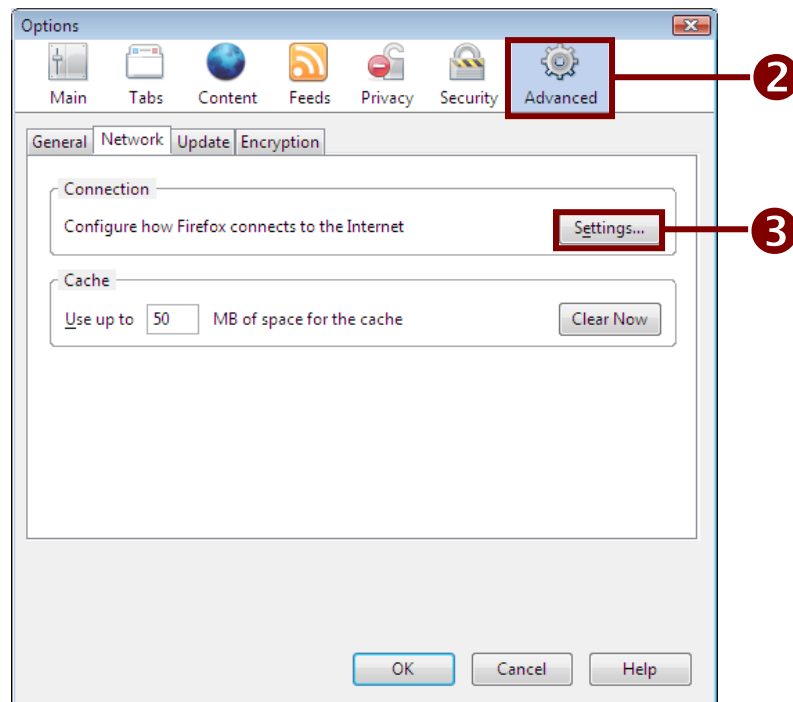 Options
Main Tabs Content Feeds Privacy Security Advanced
2
General Network Update Encryption
Connection
Configure how Firefox connects to the Internet Settings...
3
Cache
Use up to 50 MB of space for the cache Clear Now
OK Cancel Help